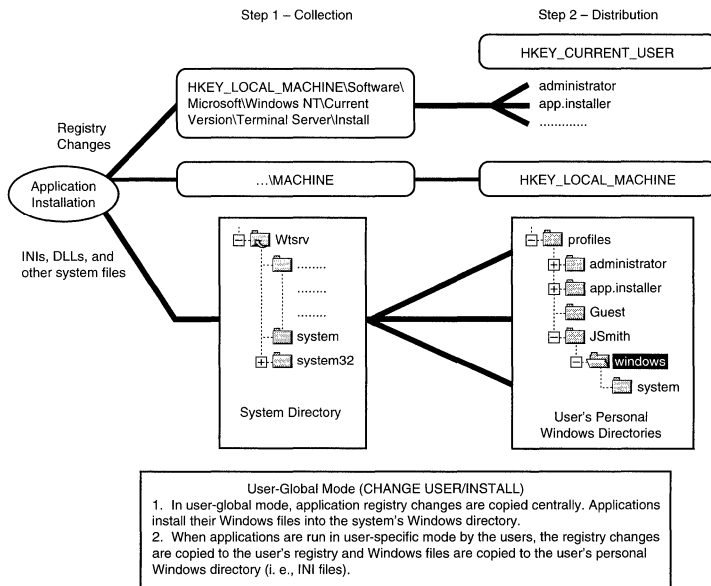 Step 1 – Collection
Step 2 – Distribution
HKEY_CURRENT_USER
HKEY_LOCAL_MACHINE\Software\
Microsoft\Windows NT\Current
Version\Terminal Server\Install
administrator
app.installer
.............
Registry
Changes
Application
Installation
...\MACHINE
HKEY_LOCAL_MACHINE
INIs, DLLs, and
other system files
Wtsrv
........
........
........
system
system32
System Directory
profiles
administrator
app.installer
Guest
JSmith
windows
system
User's Personal
Windows Directories
User-Global Mode (CHANGE USER/INSTALL)
1. In user-global mode, application registry changes are copied centrally. Applications
install their Windows files into the system's Windows directory.
2. When applications are run in user-specific mode by the users, the registry changes
are copied to the user's registry and Windows files are copied to the user's personal
Windows directory (i. e., INI files).